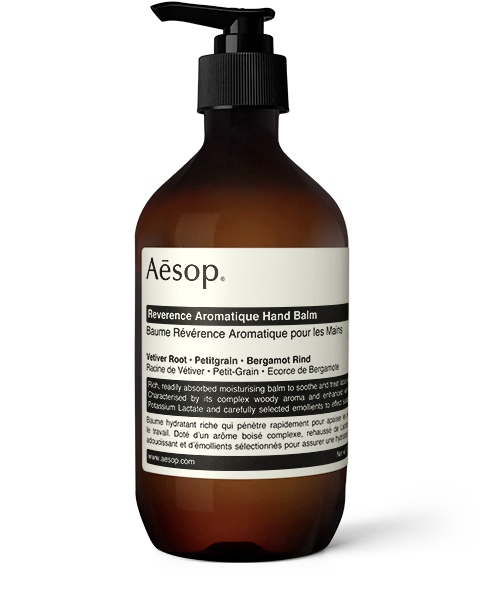 Aēsop®
Reverence Aromatique Hand Balm
Baume Révérence Aromatique pour les Mains
Vetiver Root · Petitgrain · Bergamot Rind
Racine de Vétiver · Petit-Grain · Ecorce de Bergamote
Rich, readily absorbed moisturising balm to soothe and treat
Characterised by its complex woody aroma and enhanced
Potassium Lactate and carefully selected emollients to effect
Baume hydratant riche qui pénètre rapidement pour apaiser
le travail. Doté d'un arôme boisé complexe, rehaussé de
adoucissant et d'émollients sélectionnés pour assurer une
www.aesop.com